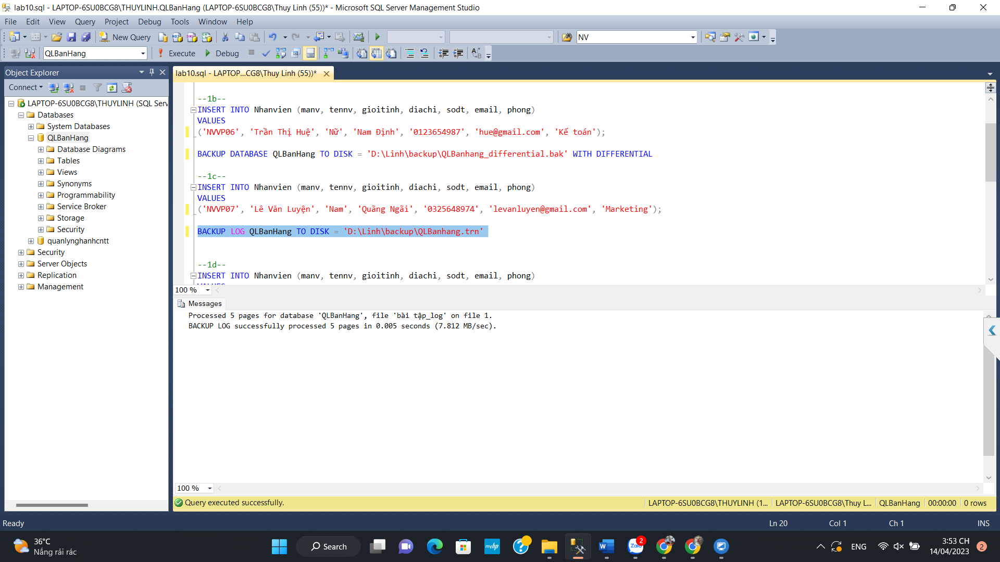 lab10.sql - LAPTOP-6SU0BCG8\THUYLINH.QLBanHang (LAPTOP-6SU0BCG8\Thuy Linh (55))* - Microsoft SQL Server Management Studio
File Edit View Query Project Debug Tools Window Help
New Query NV
QLBanHang Execute Debug
Object Explorer
Connect
LAPTOP-6SU0BCG8\THUYLINH (SQL Serv
Databases
System Databases
QLBanHang
Database Diagrams
Tables
Views
Synonyms
Programmability
Service Broker
Storage
Security
quanlynghanhcntt
Security
Server Objects
Replication
Management
lab10.sql - LAPTOP...CG8\Thuy Linh (55))*
--1b--
INSERT INTO Nhanvien (manv, tennv, gioitinh, diachi, sodt, email, phong)
VALUES
('NVVP06', 'Trần Thị Huệ', 'Nữ', 'Nam Định', '0123654987', 'hue@gmail.com', 'Kế toán');
BACKUP DATABASE QLBanHang TO DISK = 'D:\Linh\backup\QLBanhang_differential.bak' WITH DIFFERENTIAL
--1c--
INSERT INTO Nhanvien (manv, tennv, gioitinh, diachi, sodt, email, phong)
VALUES
('NVVP07', 'Lê Văn Luyện', 'Nam', 'Quãng Ngãi', '0325648974', 'levanluyen@gmail.com', 'Marketing');
BACKUP LOG QLBanHang TO DISK = 'D:\Linh\backup\QLBanhang.trn'
--1d--
INSERT INTO Nhanvien (manv, tennv, gioitinh, diachi, sodt, email, phong)
VALUES
100 %
Messages
Processed 5 pages for database 'QLBanHang', file 'bài tập_log' on file 1.
BACKUP LOG successfully processed 5 pages in 0.005 seconds (7.812 MB/sec).
100 %
Query executed successfully. LAPTOP-6SU0BCG8\THUYLINH (1... LAPTOP-6SU0BCG8\Thuy L... QLBanHang 00:00:00 0 rows
Ready Ln 20 Col 1 Ch 1 INS
36°C
Nắng rải rác
Search
myhp
Zalo
2
ENG
3:53 CH
14/04/2023
2